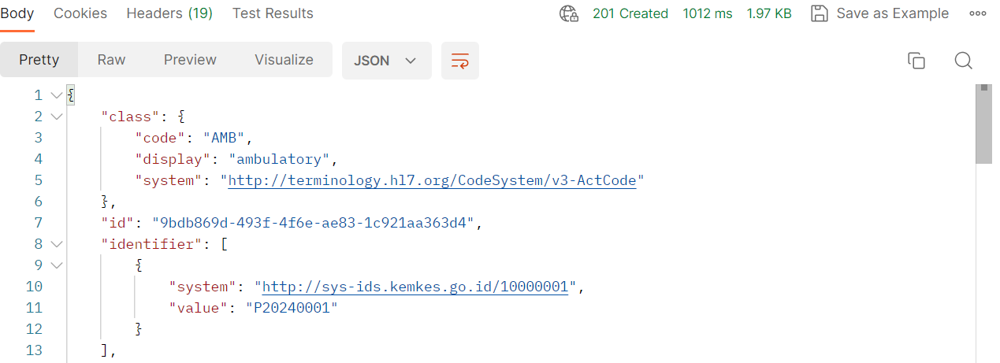 Body Cookies Headers (19) Test Results 201 Created 1012 ms 1.97 KB Save as Example
Pretty Raw Preview Visualize JSON
1 {
2 "class": {
3 "code": "AMB",
4 "display": "ambulatory",
5 "system": "http://terminology.hl7.org/CodeSystem/v3-ActCode"
6 },
7 "id": "9bdb869d-493f-4f6e-ae83-1c921aa363d4",
8 "identifier": [
9 {
10 "system": "http://sys-ids.kemkes.go.id/10000001",
11 "value": "P20240001"
12 }
13 ],